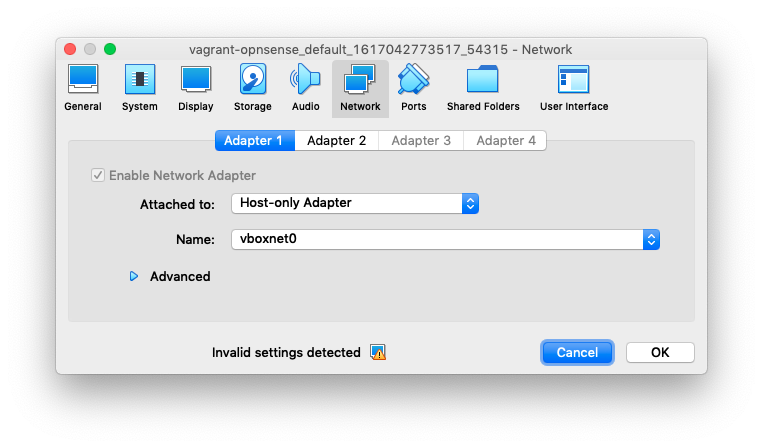 vagrant-opnsense_default_1617042773517_54315 - Network
General System Display Storage Audio Network Ports Shared Folders User Interface
Adapter 1 Adapter 2 Adapter 3 Adapter 4
Enable Network Adapter
Attached to: Host-only Adapter
Name: vboxnet0
Advanced
Invalid settings detected Cancel OK